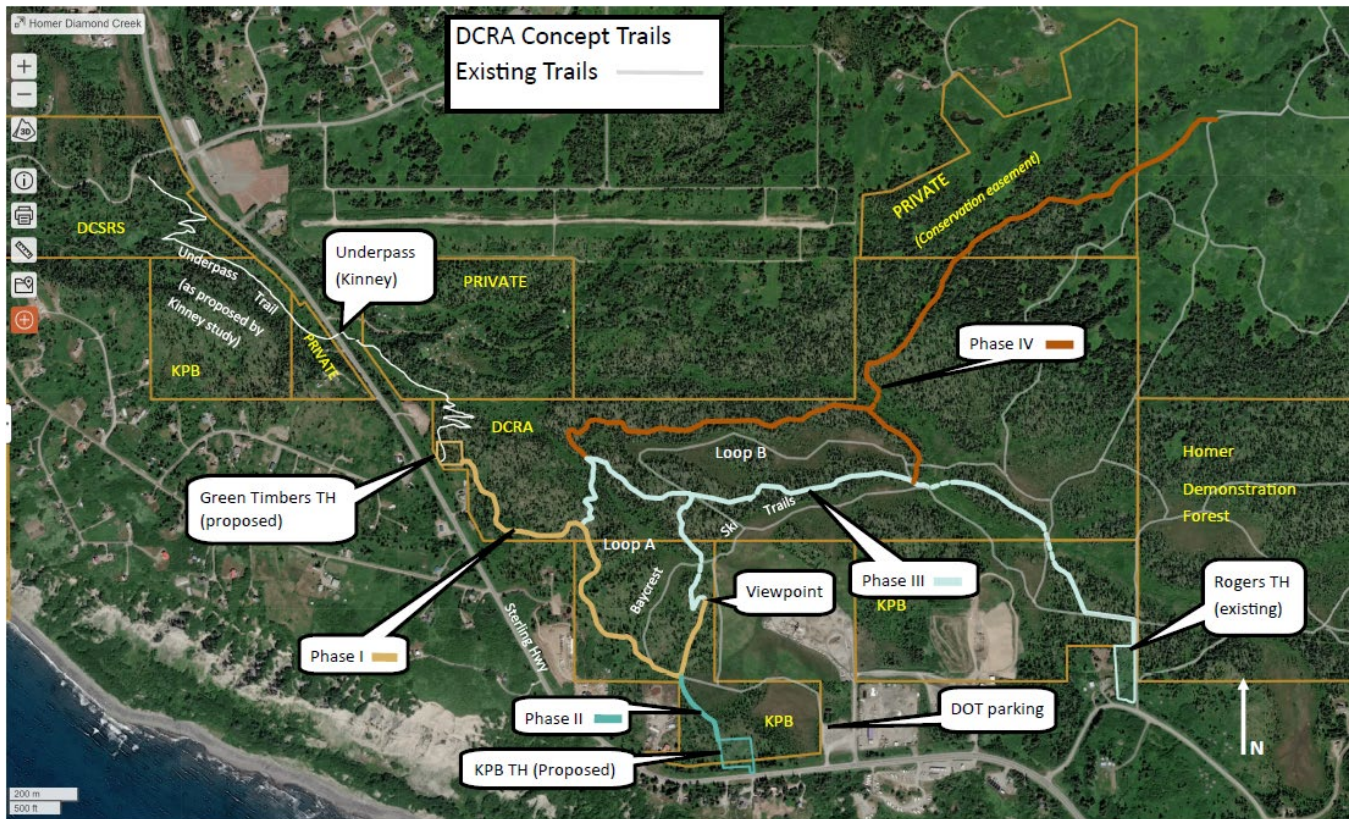 Homer Diamond Creek
DCRA Concept Trails
Existing Trails
+
−
3D
DCSRS
Underpass
Trail
(as proposed by
Kinney study)
Underpass
(Kinney)
PRIVATE
PRIVATE
(Conservation easement)
KPB
PRIVATE
Phase IV
DCRA
Loop B
Green Timbers TH
(proposed)
Ski
Trails
Homer
Demonstration
Forest
Loop A
Baycrest
Phase III
KPB
Viewpoint
Rogers TH
(existing)
Sterling Hwy
Phase I
Phase II
KPB
DOT parking
KPB TH (Proposed)
N
200 m
500 ft